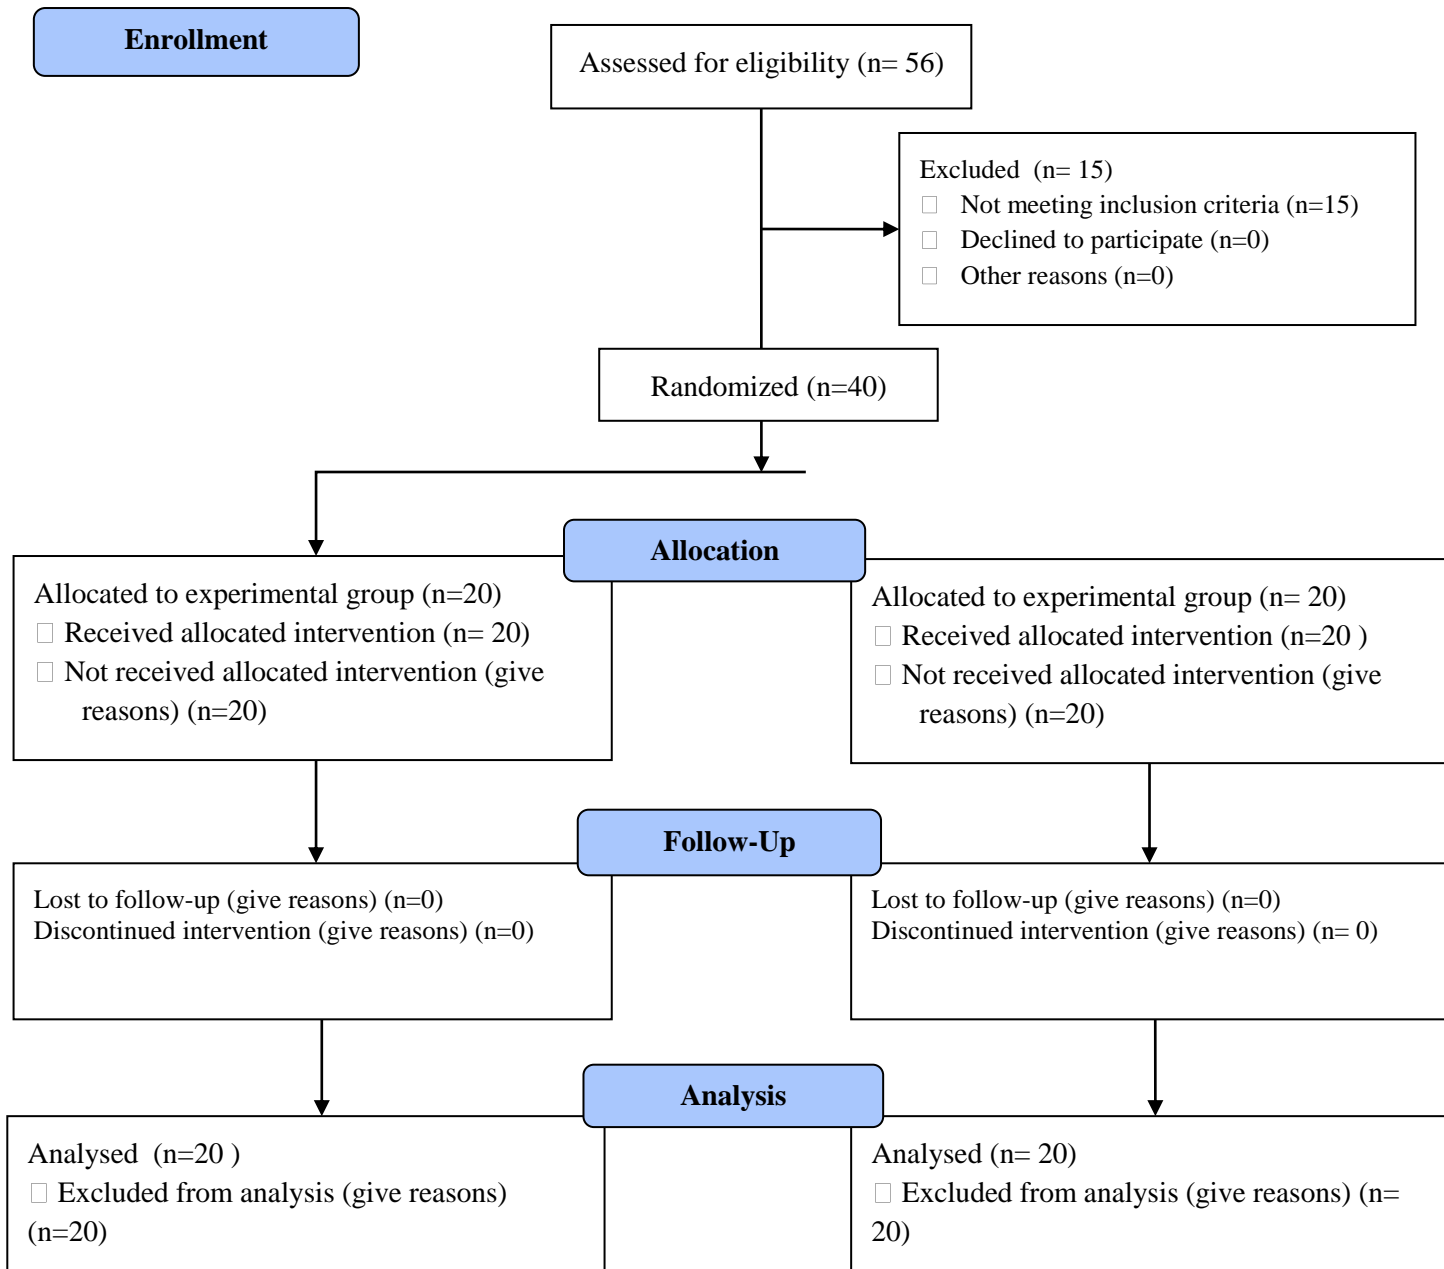 Enrollment
Assessed for eligibility (n= 56)
Excluded  (n= 15)
□ Not meeting inclusion criteria (n=15)
□ Declined to participate (n=0)
□ Other reasons (n=0)
Randomized (n=40)
Allocation
Allocated to experimental group (n=20)
□ Received allocated intervention (n= 20)
□ Not received allocated intervention (give
reasons) (n=20)
Allocated to experimental group (n= 20)
□ Received allocated intervention (n=20 )
□ Not received allocated intervention (give
reasons) (n=20)
Follow-Up
Lost to follow-up (give reasons) (n=0)
Discontinued intervention (give reasons) (n=0)
Lost to follow-up (give reasons) (n=0)
Discontinued intervention (give reasons) (n= 0)
Analysis
Analysed  (n=20 )
□ Excluded from analysis (give reasons)
(n=20)
Analysed (n= 20)
□ Excluded from analysis (give reasons) (n=
20)